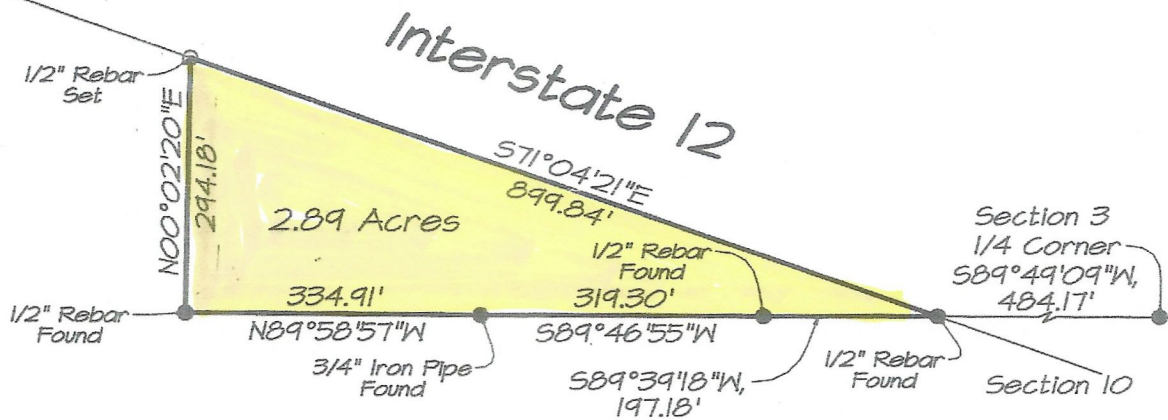 Interstate 12
1/2" Rebar
Set
N00°02'20"E
294.18'
S71°04'21"E
899.84'
2.89 Acres
1/2" Rebar
Found
Section 3
1/4 Corner
S89°49'09"W,
484.17'
1/2" Rebar
Found
334.91'
N89°58'57"W
319.30'
S89°46'55"W
3/4" Iron Pipe
Found
S89°39'18"W,
197.18'
1/2" Rebar
Found
Section 10